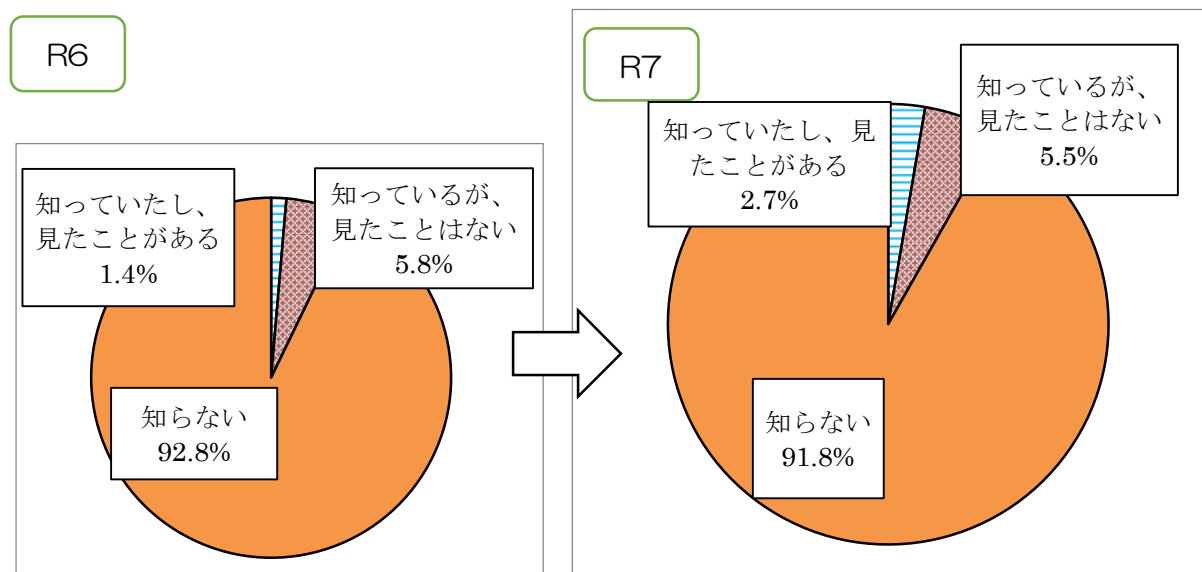 R6
知っていたし、
見たことがある
1.4%
知っているが、
見たことはない
5.8%
知らない
92.8%
R7
知っていたし、見
たことがある
2.7%
知っているが、
見たことはない
5.5%
知らない
91.8%